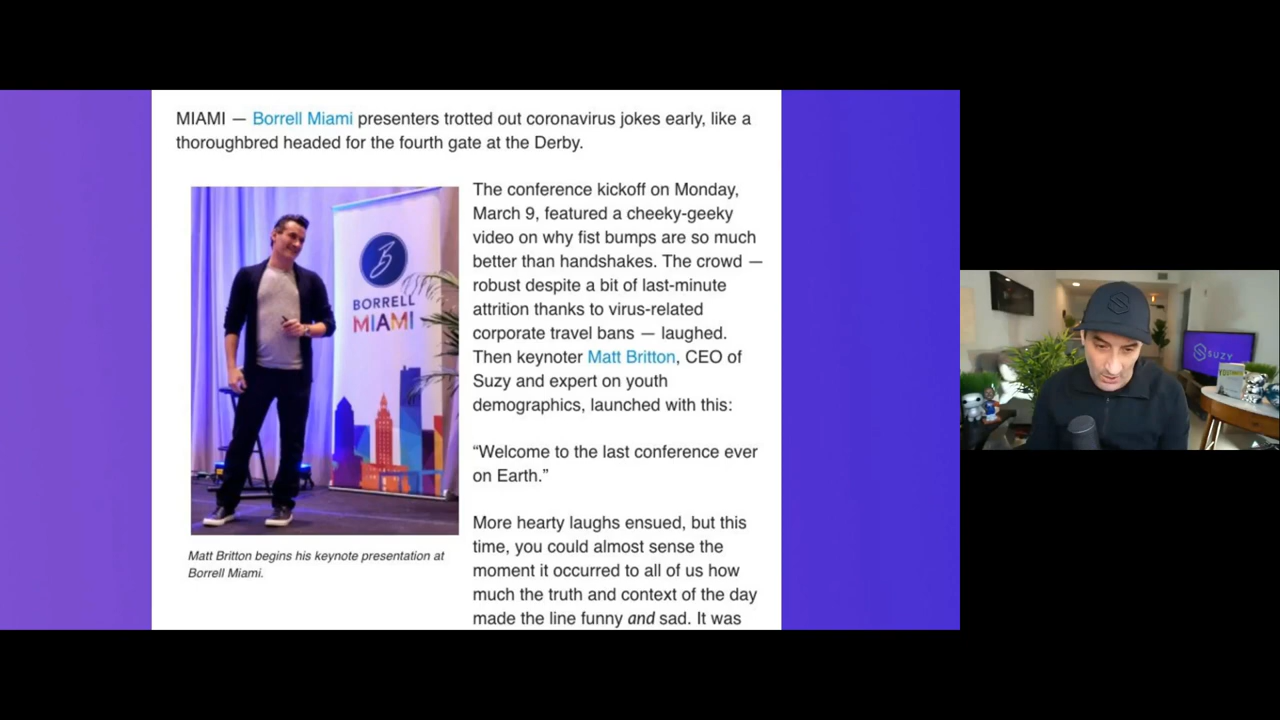 MIAMI — Borrell Miami presenters trotted out coronavirus jokes early, like a
thoroughbred headed for the fourth gate at the Derby.
The conference kickoff on Monday,
March 9, featured a cheeky-geeky
video on why fist bumps are so much
better than handshakes. The crowd —
robust despite a bit of last-minute
attrition thanks to virus-related
corporate travel bans — laughed.
Then keynoter Matt Britton, CEO of
Suzy and expert on youth
demographics, launched with this:
“Welcome to the last conference ever
on Earth.”
More hearty laughs ensued, but this
time, you could almost sense the
moment it occurred to all of us how
much the truth and context of the day
made the line funny and sad. It was
BORRELL
MIAMI
Matt Britton begins his keynote presentation at
Borrell Miami.
SUZY